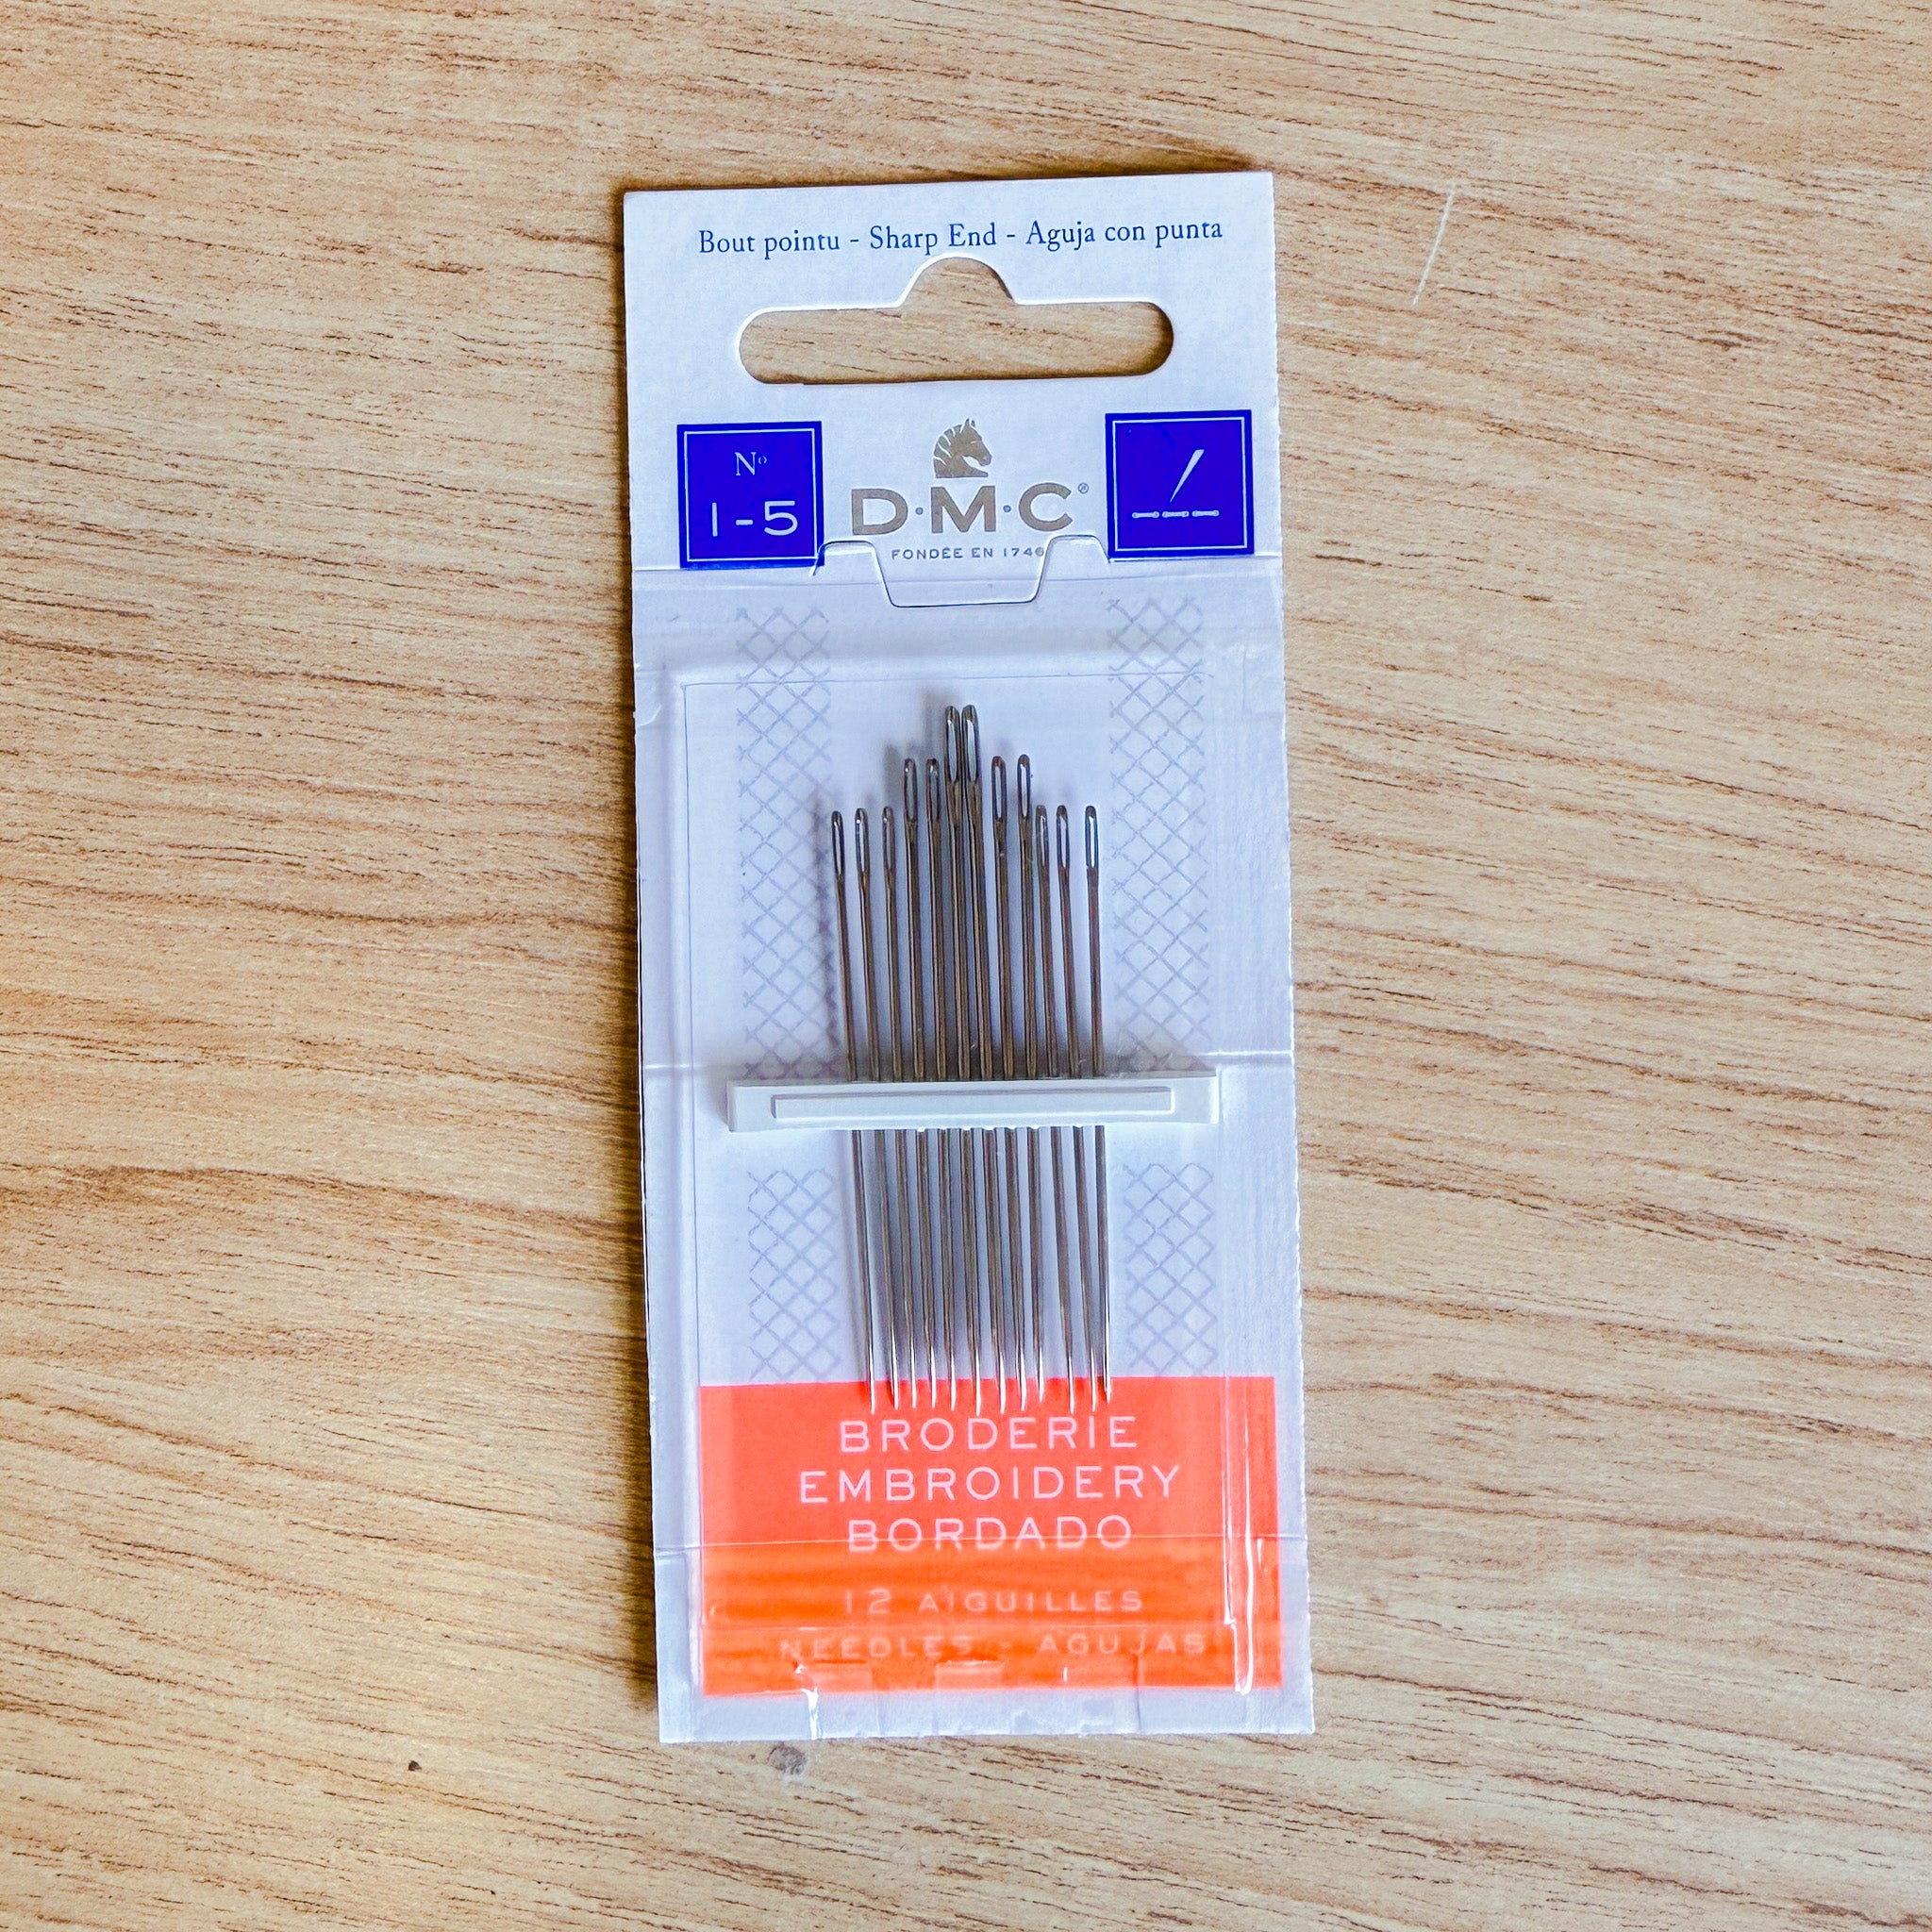 Bout pointu - Sharp End - Aguja con punta
Nº
1-5
D·M·C®
FONDÉE EN 1746
BRODERIE
EMBROIDERY
BORDADO
12 AIGUILLES
NEEDLES - AGUJAS